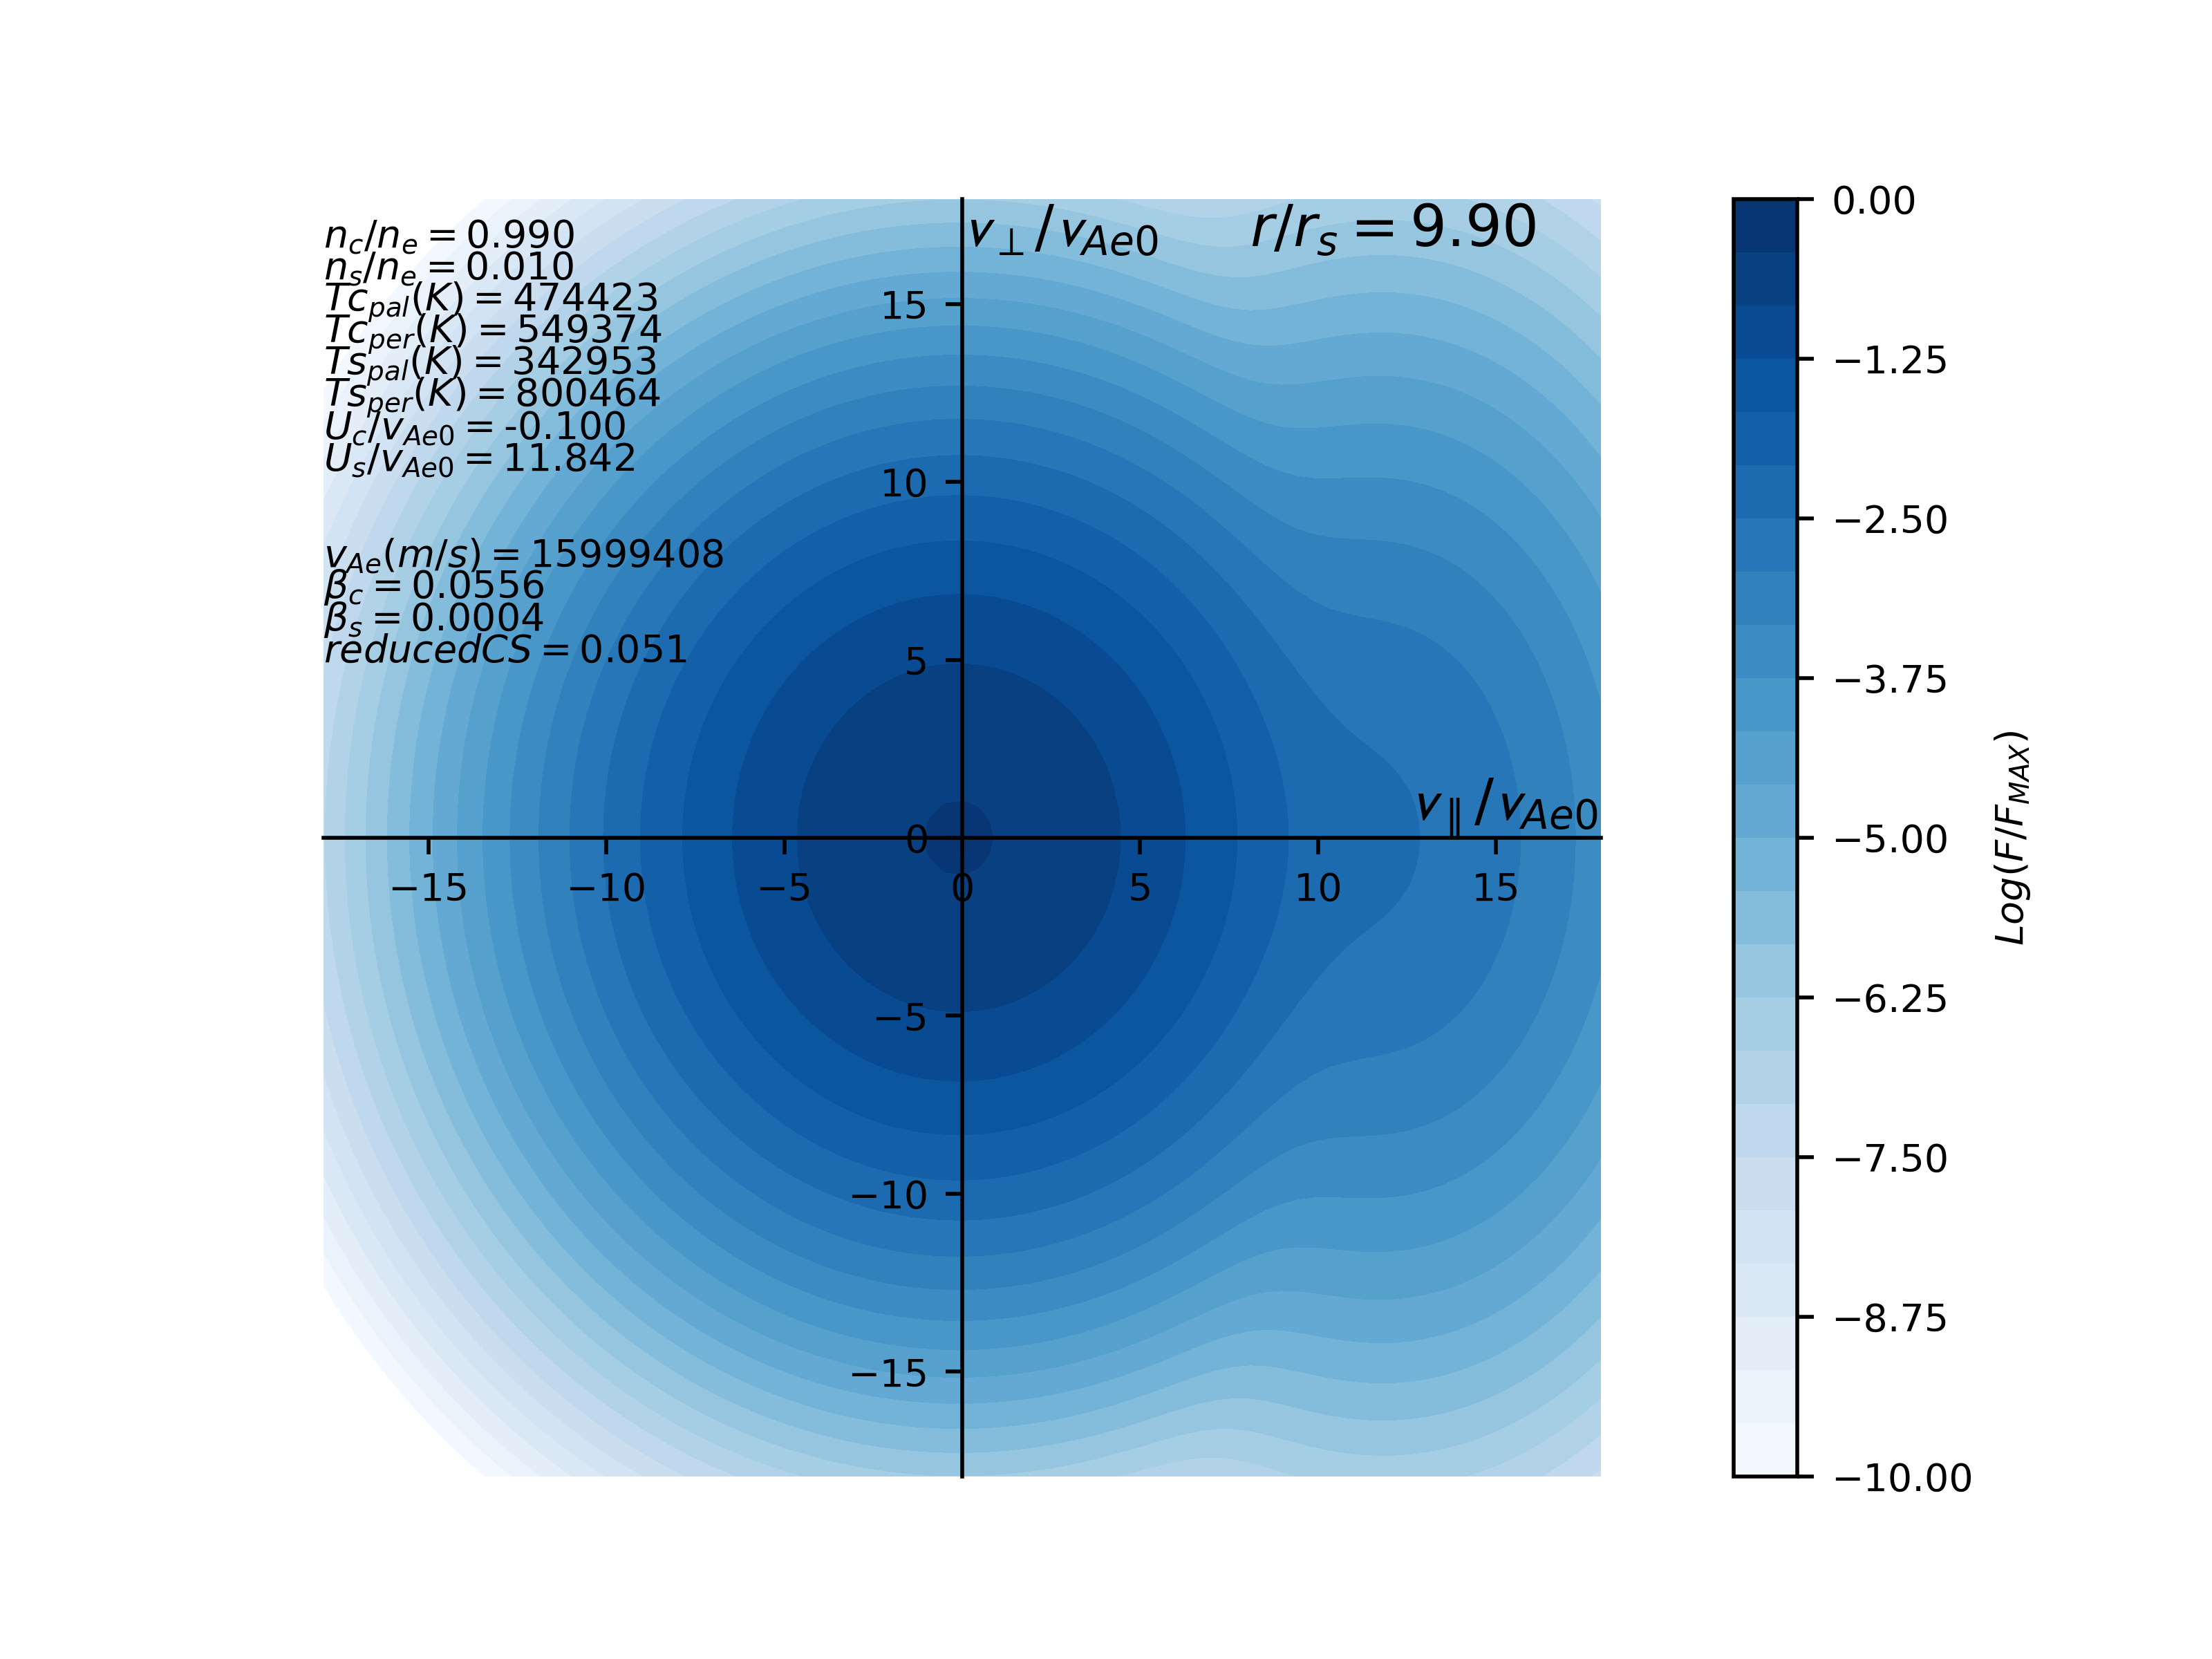 n_c/n_e = 0.990
n_s/n_e = 0.010
Tc_pal(K) = 474423
Tc_per(K) = 549374
Ts_pal(K) = 342953
Ts_per(K) = 800464
U_c/v_Ae0 = -0.100
U_s/v_Ae0 = 11.842
v_Ae(m/s) = 15999408
β_c = 0.0556
β_s = 0.0004
reducedCS = 0.051
v_⊥/v_Ae0
r/r_s = 9.90
15
10
5
0
−5
−10
−15
v_∥/v_Ae0
−15 −10 −5 0 5 10 15
0.00
−1.25
−2.50
−3.75
−5.00
−6.25
−7.50
−8.75
−10.00
Log(F/F_MAX)